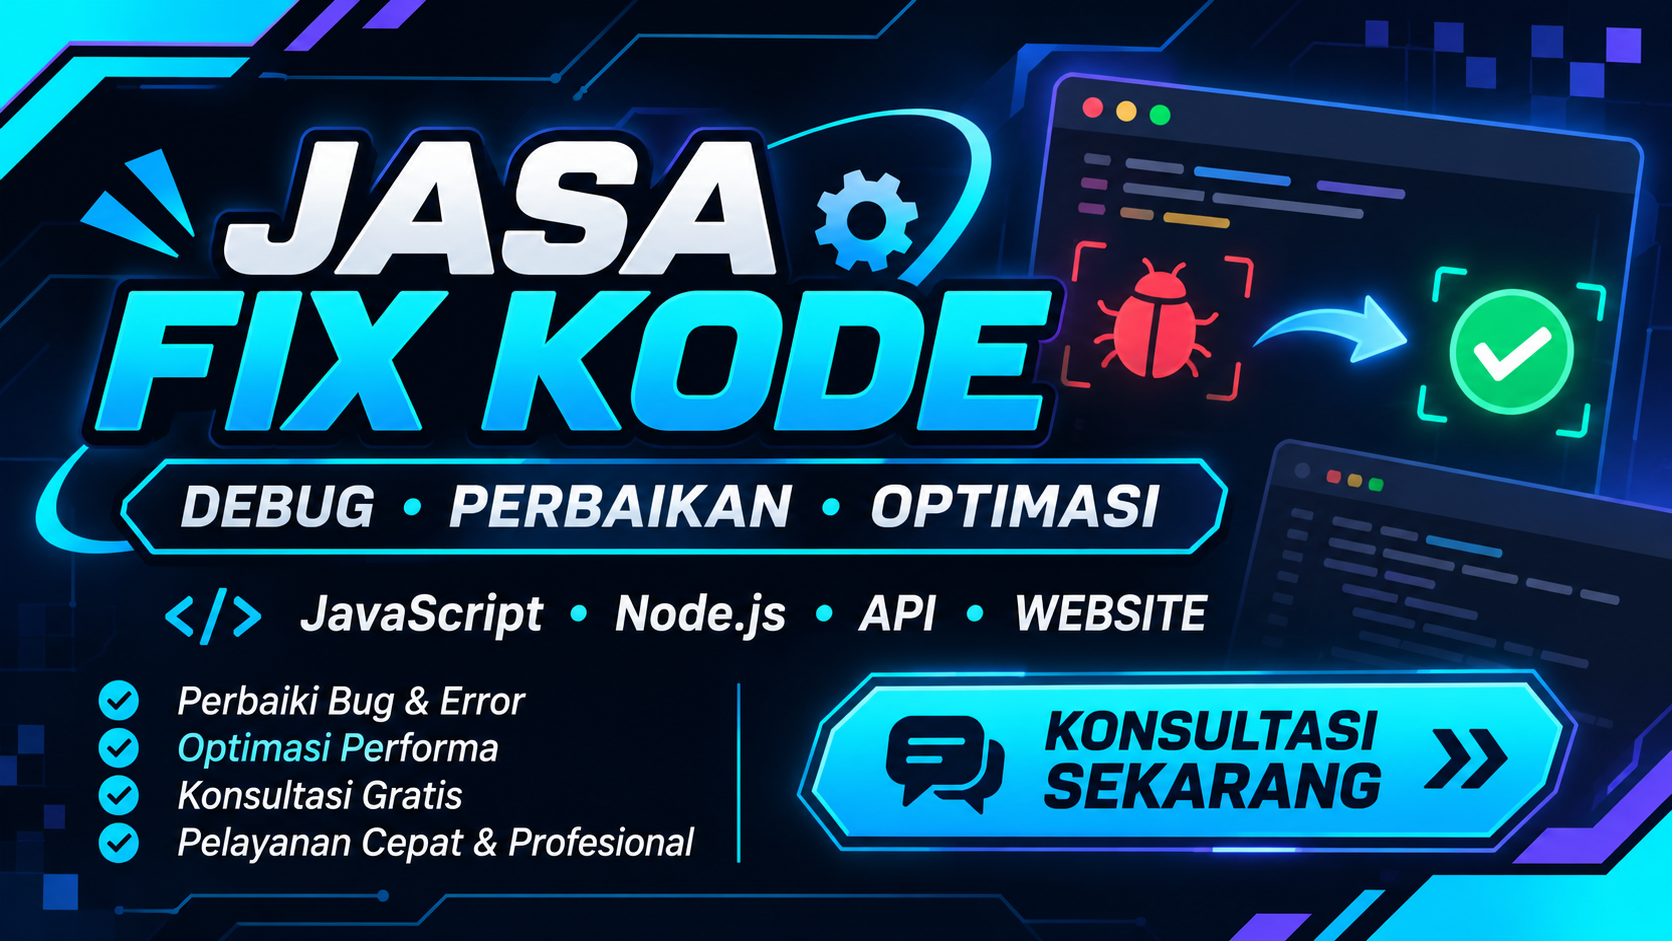 JASA
FIX KODE
DEBUG • PERBAIKAN • OPTIMASI
</> JavaScript • Node.js • API • WEBSITE
Perbaiki Bug & Error
Optimasi Performa
Konsultasi Gratis
Pelayanan Cepat & Profesional
KONSULTASI
SEKARANG